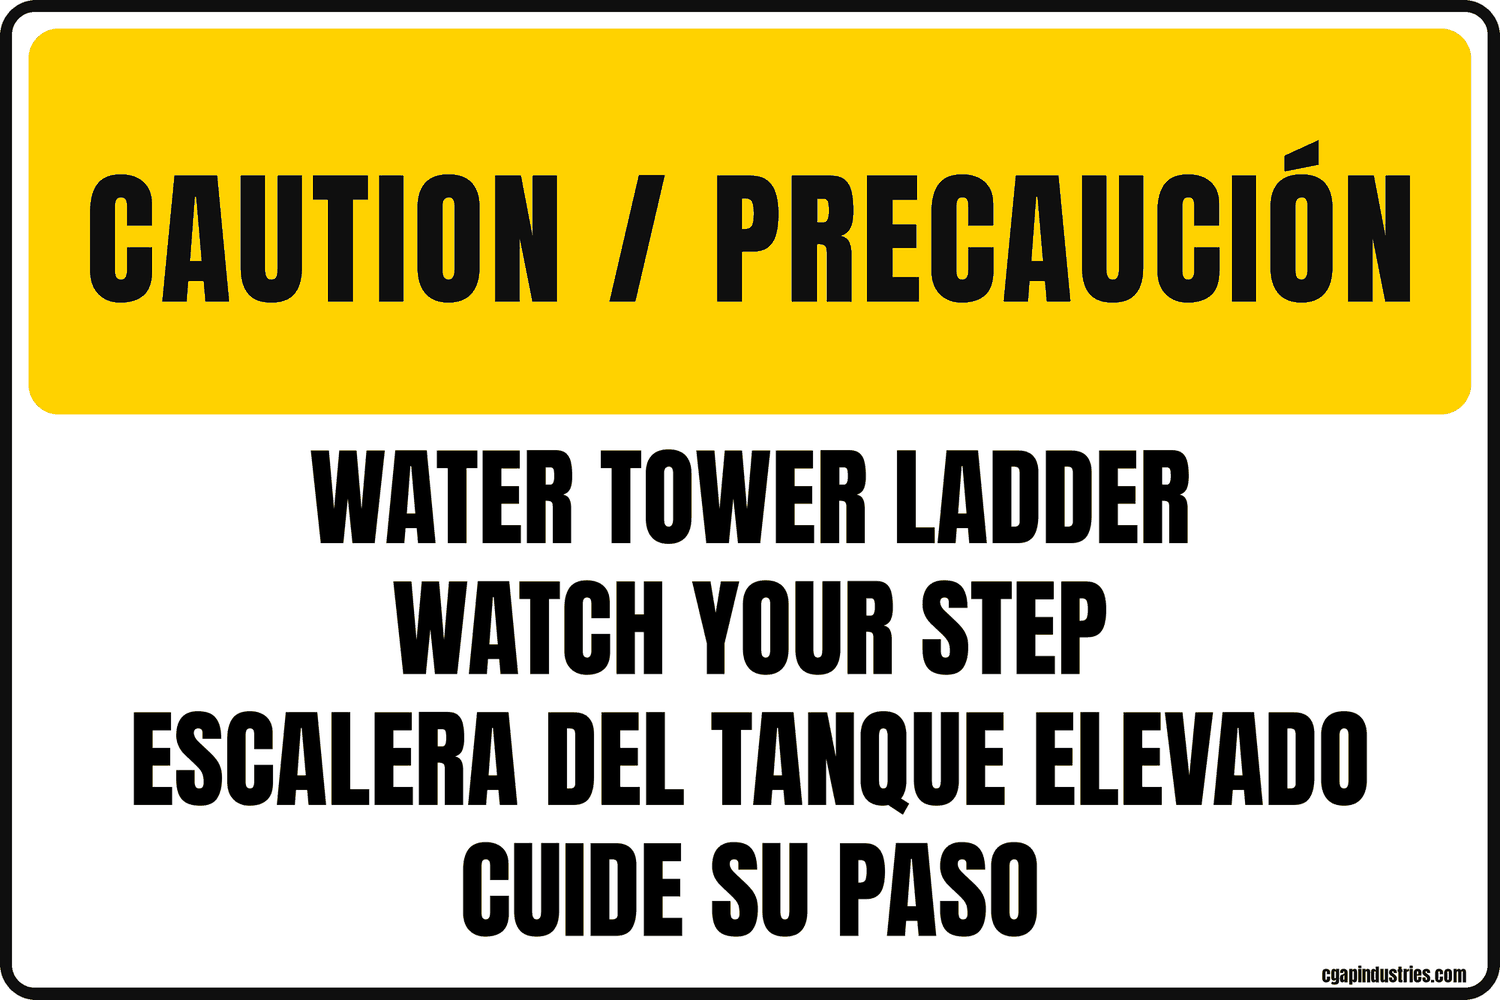 CAUTION / PRECAUCIÓN
WATER TOWER LADDER
WATCH YOUR STEP
ESCALERA DEL TANQUE ELEVADO
CUIDE SU PASO
cgapindustries.com